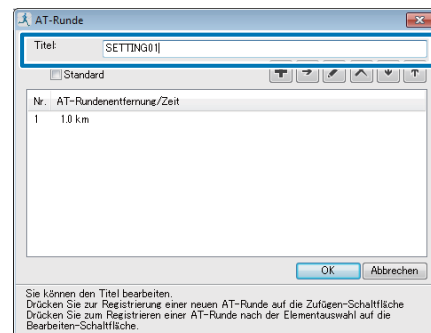 AT-Runde
Titel: SETTING01
Standard
Nr. AT-Rundenentfernung/Zeit
1 1.0 km
OK Abbrechen
Sie können den Titel bearbeiten.
Drücken Sie zur Registrierung einer neuen AT-Runde auf die Zufügen-Schaltfläche
Drücken Sie zum Registrieren einer AT-Runde nach der Elementauswahl auf die
Bearbeiten-Schaltfläche.